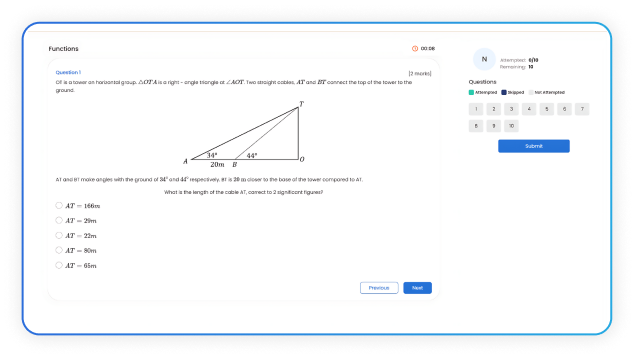 Functions
00:08
Question 1
[2 marks]
OT is a tower on horizontal group. △OTA is a right - angle triangle at ∠AOT. Two straight cables, AT and BT connect the top of the tower to the
ground.
T
34°
44°
A
20m
B
O
AT and BT make angles with the ground of 34° and 44° respectively. BT is 20 m closer to the base of the tower compared to AT.
What is the length of the cable AT, correct to 2 significant figures?
AT = 166m
AT = 29m
AT = 22m
AT = 80m
AT = 65m
Previous
Next
N
Attempted: 0/10
Remaining: 10
Questions
Attempted
Skipped
Not Attempted
1 2 3 4 5 6 7
8 9 10
Submit